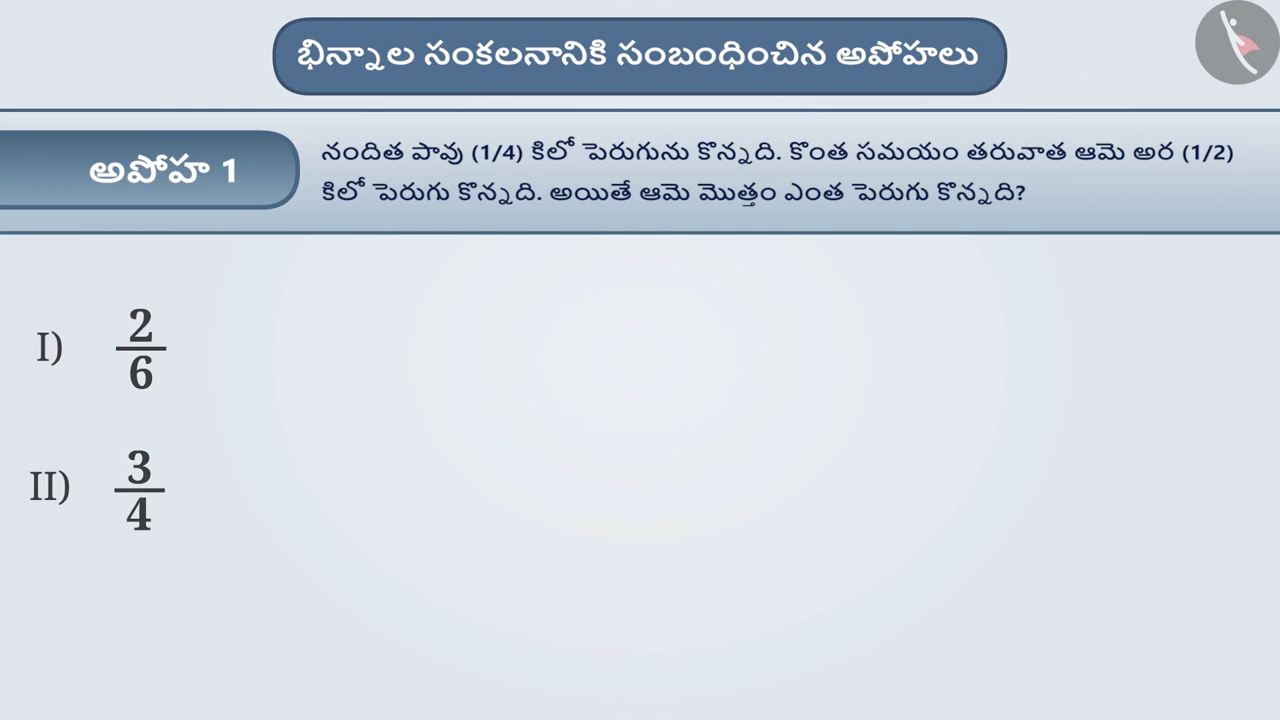 భిన్నాల సంకలనానికి సంబంధించిన అపోహలు
అపోహ 1
నందిత పావు (1/4) కిలో పెరుగును కొన్నది. కొంత సమయం తరువాత ఆమె అర (1/2)
కిలో పెరుగు కొన్నది. అయితే ఆమె మొత్తం ఎంత పెరుగు కొన్నది?
I) 2/6
II) 3/4